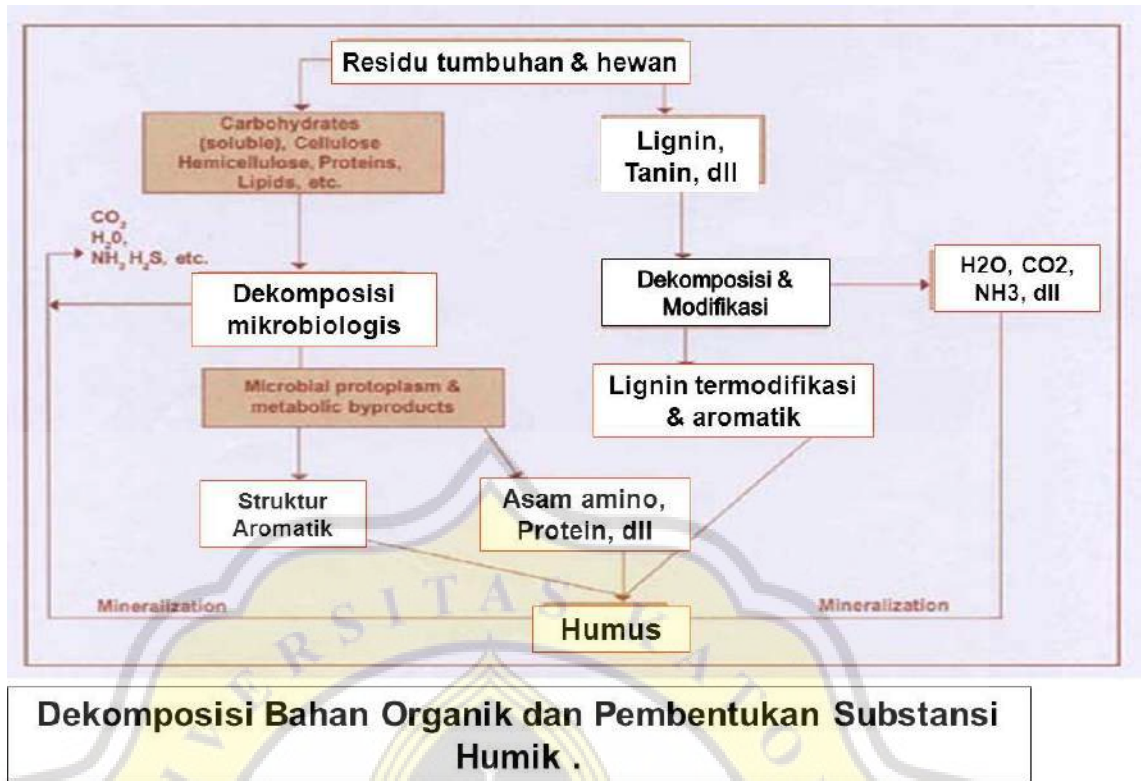 Residu tumbuhan & hewan
Carbohydrates
(soluble), Cellulose
Hemicellulose, Proteins,
Lipids, etc.
Lignin,
Tanin, dll
CO₂
H₂O,
NH₃ H₂S, etc.
Dekomposisi
mikrobiologis
Dekomposisi &
Modifikasi
H2O, CO2,
NH3, dll
Microbial protoplasm &
metabolic byproducts
Lignin termodifikasi
& aromatik
Struktur
Aromatik
Asam amino,
Protein, dll
Mineralization
Mineralization
Humus
VERSITAS KATO
Dekomposisi Bahan Organik dan Pembentukan Substansi
Humik .